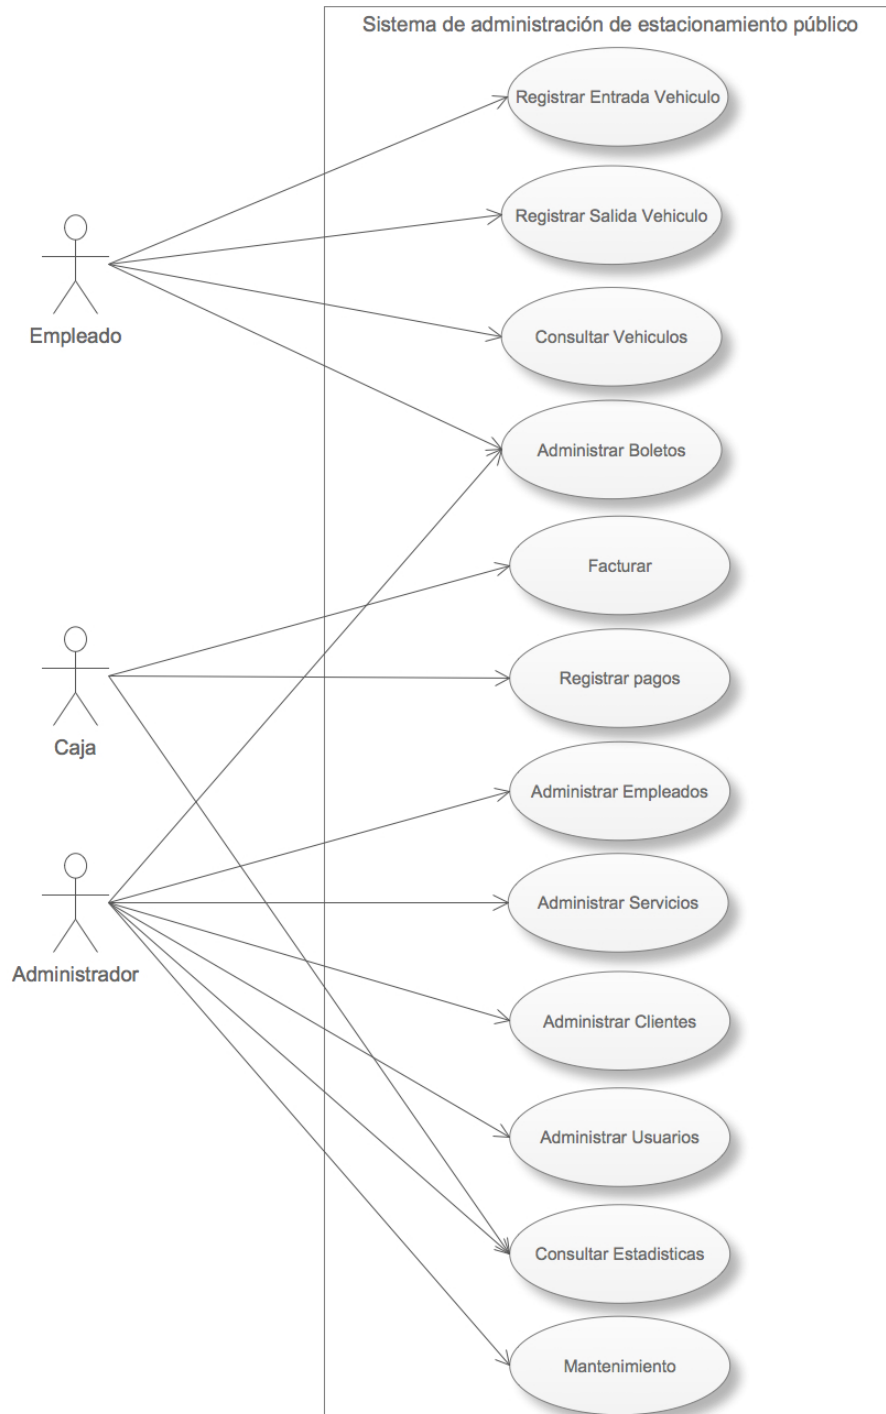 Sistema de administración de estacionamiento público
Registrar Entrada Vehiculo
Registrar Salida Vehiculo
Empleado
Consultar Vehiculos
Administrar Boletos
Facturar
Registrar pagos
Caja
Administrar Empleados
Administrar Servicios
Administrador
Administrar Clientes
Administrar Usuarios
Consultar Estadisticas
Mantenimiento